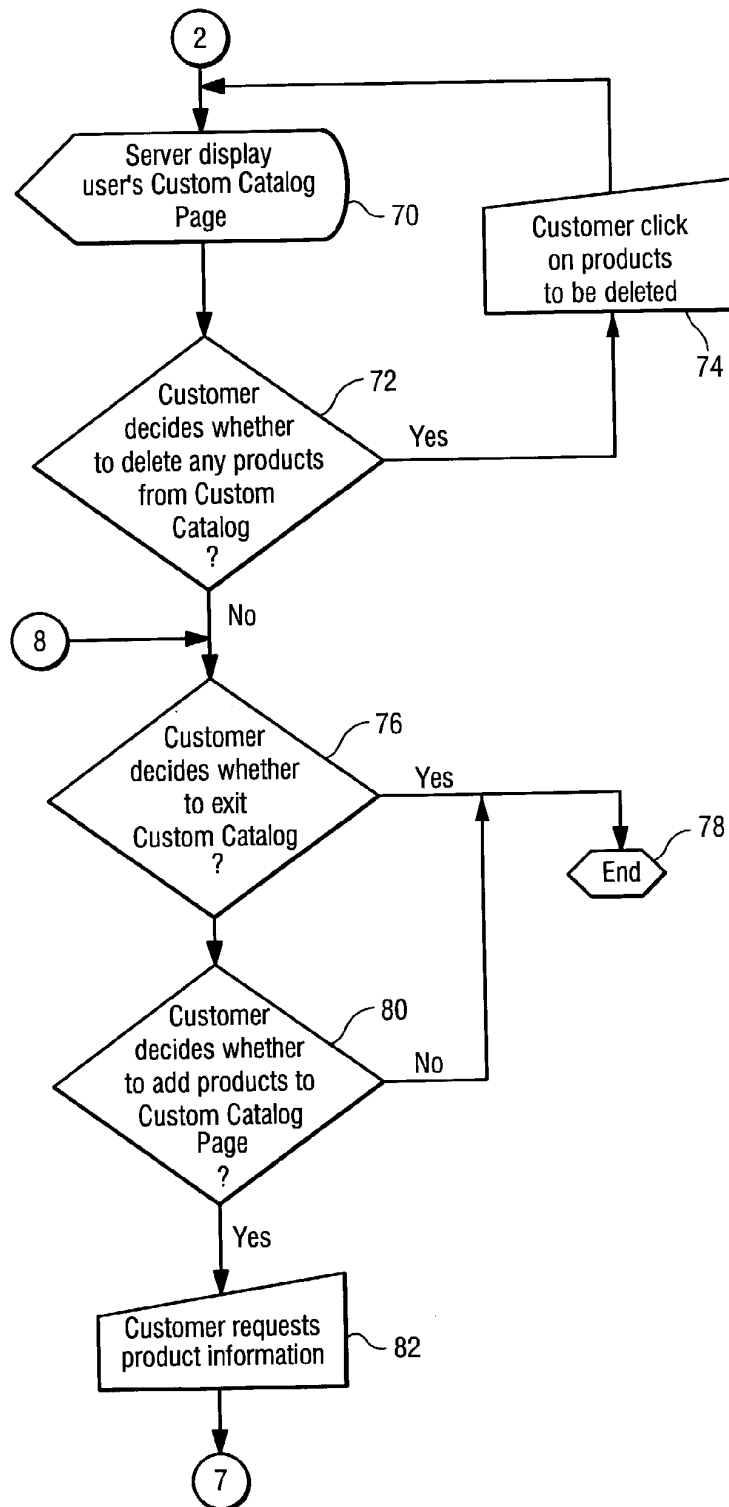 2
Server display
user's Custom Catalog
Page
70
Customer click
on products
to be deleted
74
Customer
decides whether
to delete any products
from Custom
Catalog
?
72
Yes
No
8
Customer
decides whether
to exit
Custom Catalog
?
76
Yes
End
78
Customer
decides whether
to add products to
Custom Catalog
Page
?
80
No
Yes
Customer requests
product information
82
7